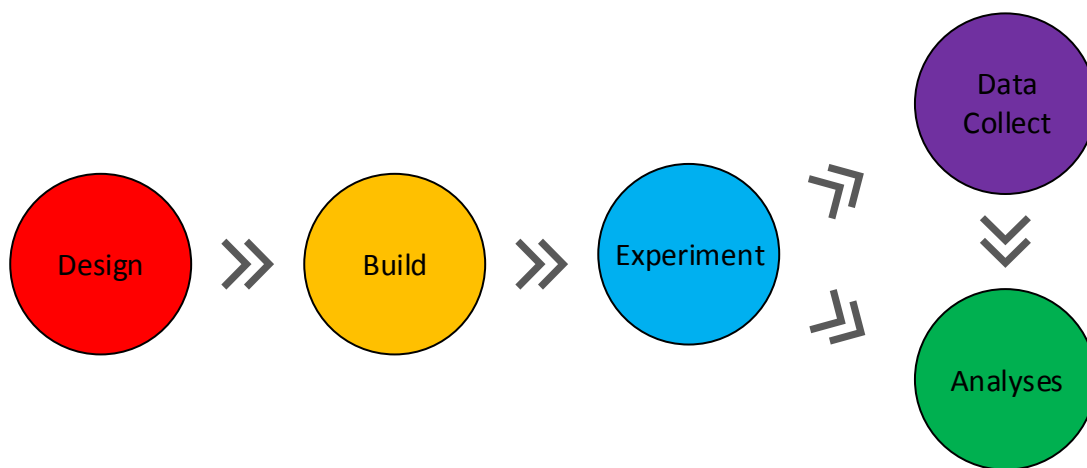 Design
Build
Experiment
Data
Collect
Analyses